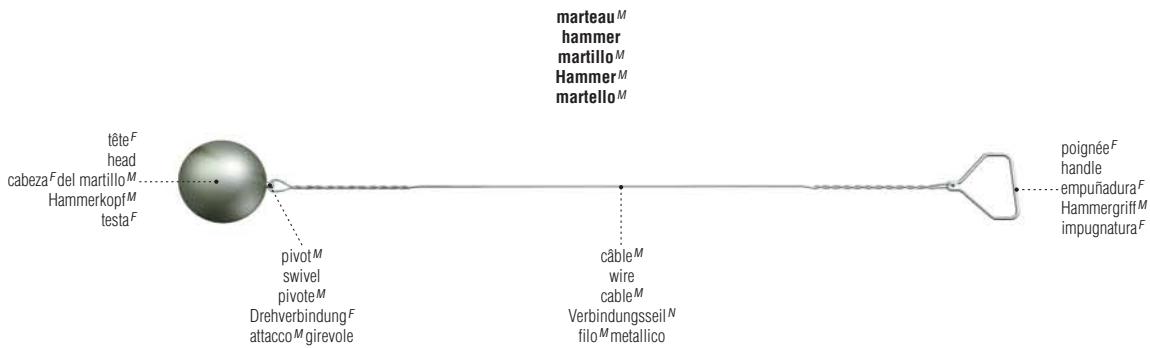 marteau M
hammer
martillo M
Hammer M
martello M
tête F
head
cabeza F del martillo M
Hammerkopf M
testa F
poignée F
handle
empuñadura F
Hammergriff M
impugnatura F
pivot M
swivel
pivote M
Drehverbindung F
attacco M girevole
câble M
wire
cable M
Verbindungsseil N
filo M metallico